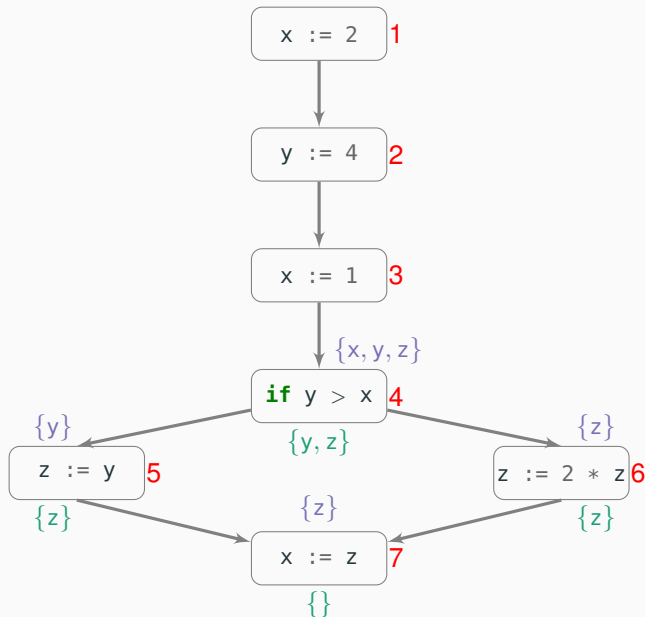 x := 2 1
y := 4 2
x := 1 3
{x, y, z}
if y > x 4
{y} {y, z} {z}
z := y 5 z := 2 * z 6
{z} {z} {z}
x := z 7
{}